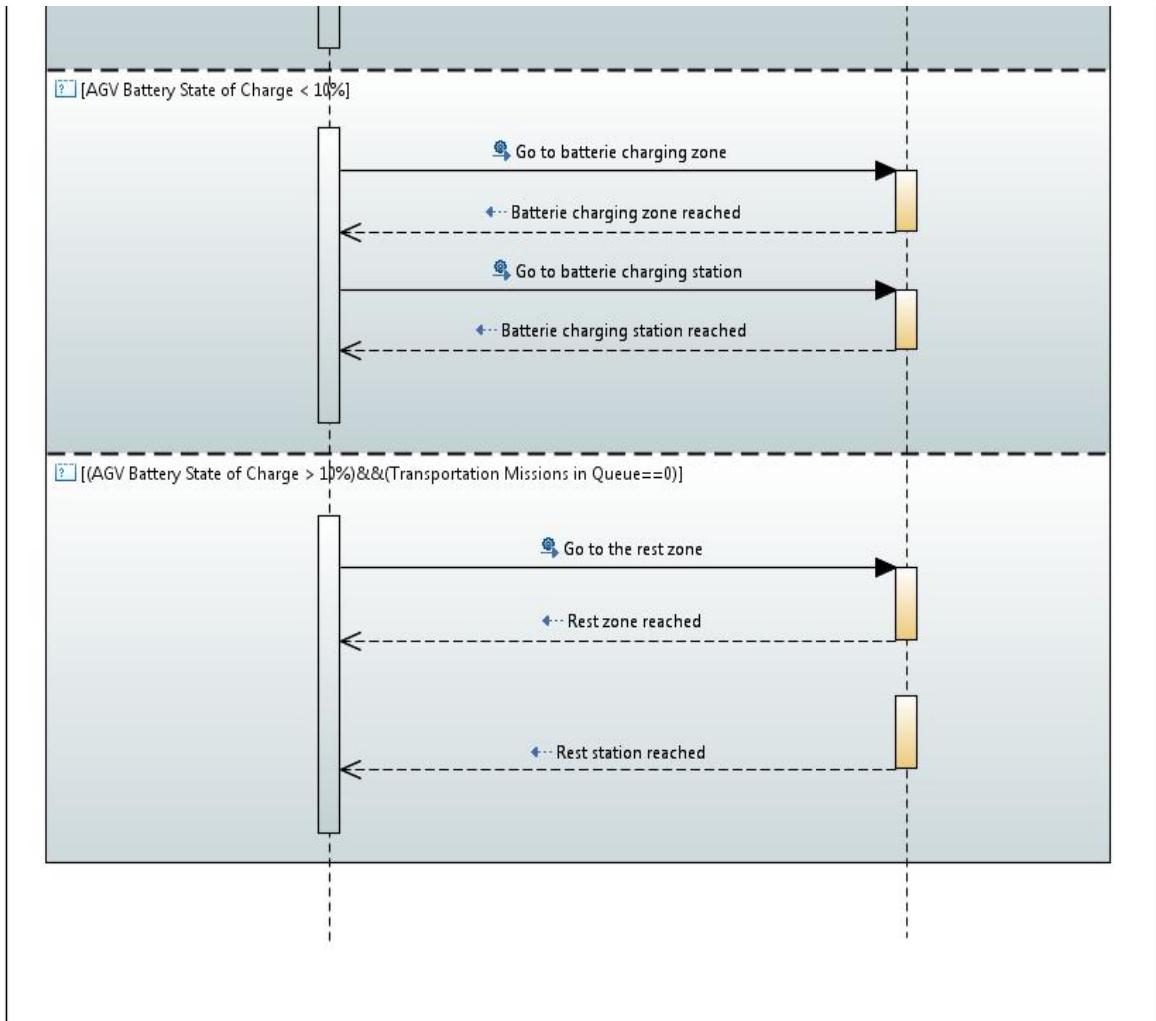 [AGV Battery State of Charge < 10%]
Go to batterie charging zone
Batterie charging zone reached
Go to batterie charging station
Batterie charging station reached
[(AGV Battery State of Charge > 10%)&&(Transportation Missions in Queue==0)]
Go to the rest zone
Rest zone reached
Rest station reached